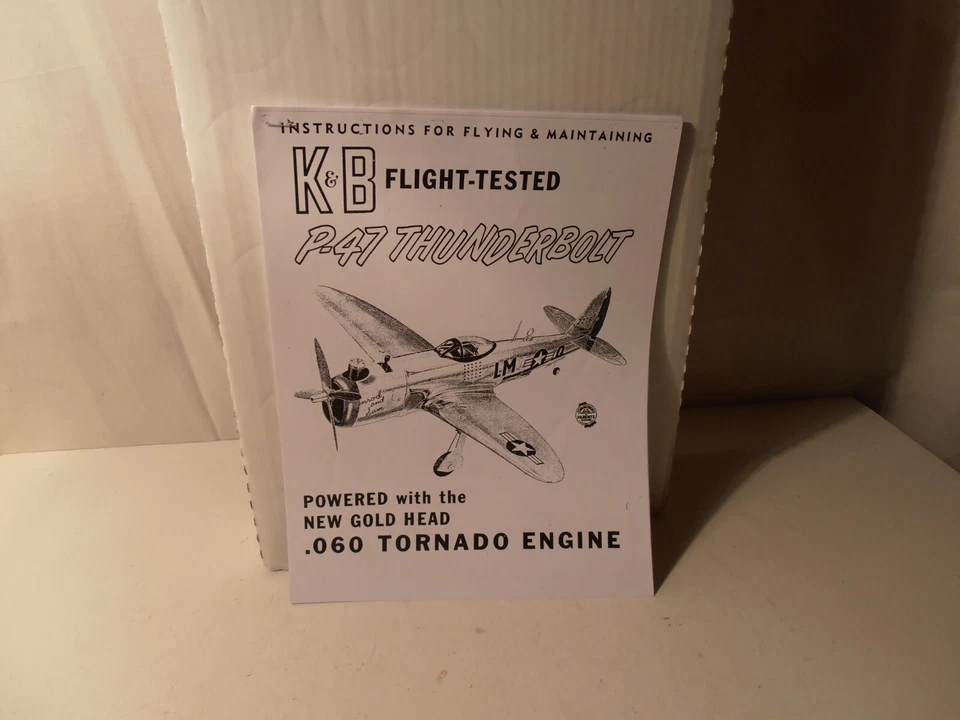 INSTRUCTIONS FOR FLYING & MAINTAINING
K&B FLIGHT-TESTED
P-47 THUNDERBOLT
LM
POWERED with the
NEW GOLD HEAD
.060 TORNADO ENGINE